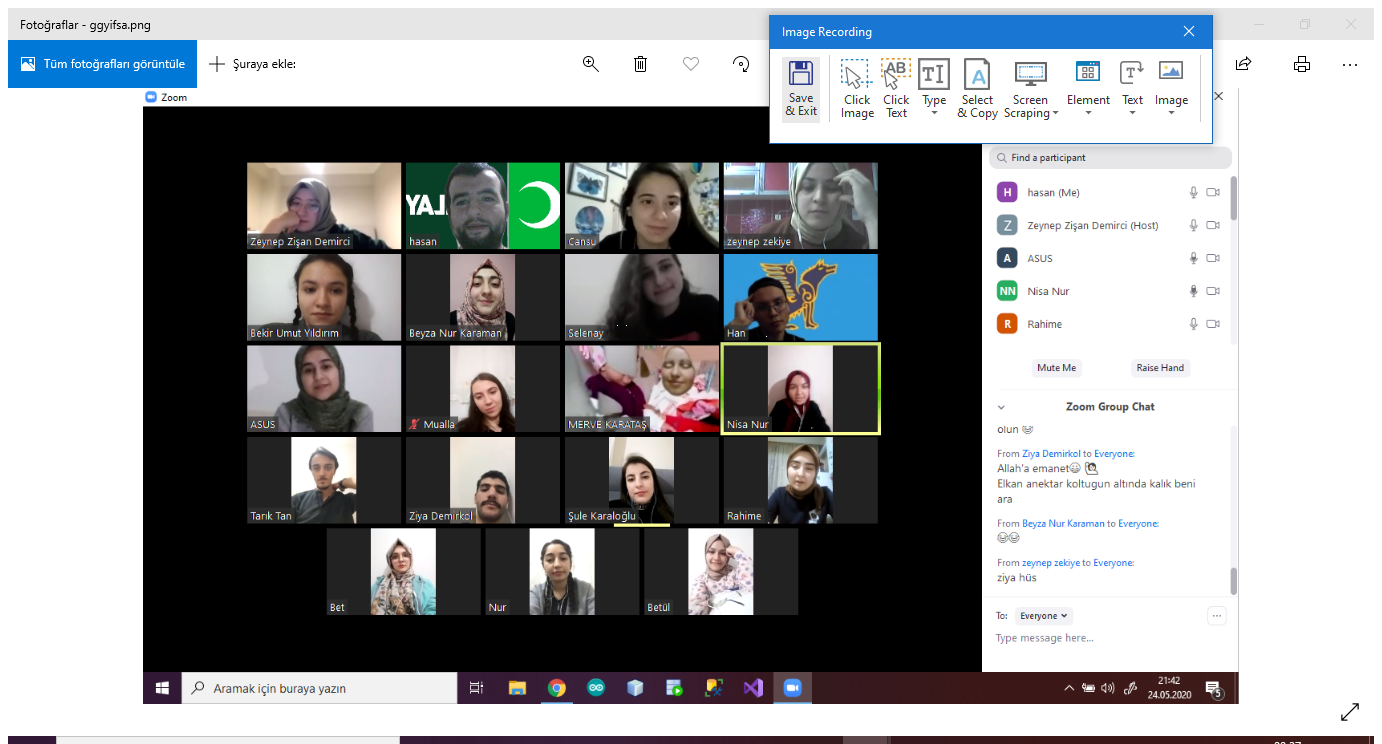 Fotoğraflar - ggyifsa.png
Image Recording
Tüm fotoğrafları görüntüle
Şuraya ekle:
Save & Exit
Click Image
Click Text
Type
Select & Copy
Screen Scraping
Element
Text
Image
Zoom
Find a participant
YAL
Zeynep Zişan Demirci
hasan
Cansu
zeynep zekiye
Bekir Umut Yıldırım
Beyza Nur Karaman
Selenay
Han
ASUS
Mualla
MERVE KARATAŞ
Nisa Nur
Tarık Tan
Ziya Demirkol
Şule Karaloğlu
Rahime
Bet
Nur
Betül
H hasan (Me)
Z Zeynep Zişan Demirci (Host)
A ASUS
NN Nisa Nur
R Rahime
Mute Me
Raise Hand
Zoom Group Chat
olun 😂
From Ziya Demirkol to Everyone:
Allah'a emanet😀 🙋
Elkan anektar koltugun altında kalık beni
ara
From Beyza Nur Karaman to Everyone:
😂😂
From zeynep zekiye to Everyone:
ziya hüs
To: Everyone
Type message here...
Aramak için buraya yazın
21:42
24.05.2020
5